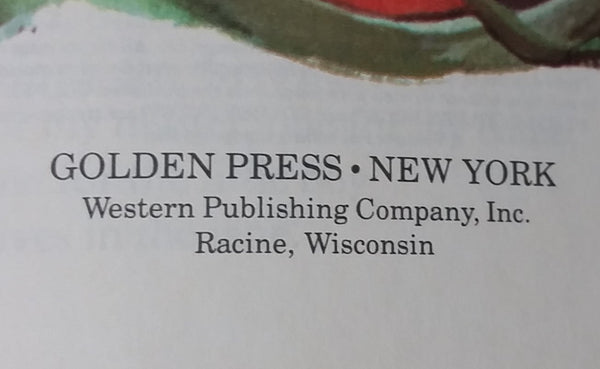 GOLDEN PRESS • NEW YORK
Western Publishing Company, Inc.
Racine, Wisconsin